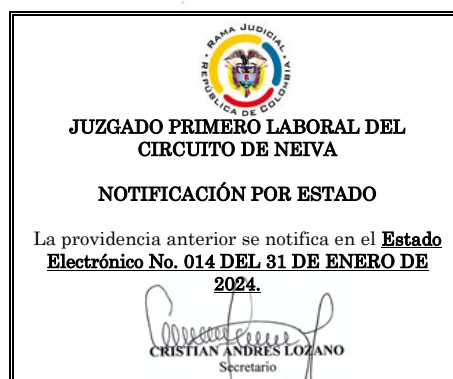 RAMA JUDICIAL
REPÚBLICA DE COLOMBIA
JUZGADO PRIMERO LABORAL DEL
CIRCUITO DE NEIVA
NOTIFICACIÓN POR ESTADO
La providencia anterior se notifica en el Estado
Electrónico No. 014 DEL 31 DE ENERO DE
2024.
CRISTIAN ANDRES LOZANO
Secretario